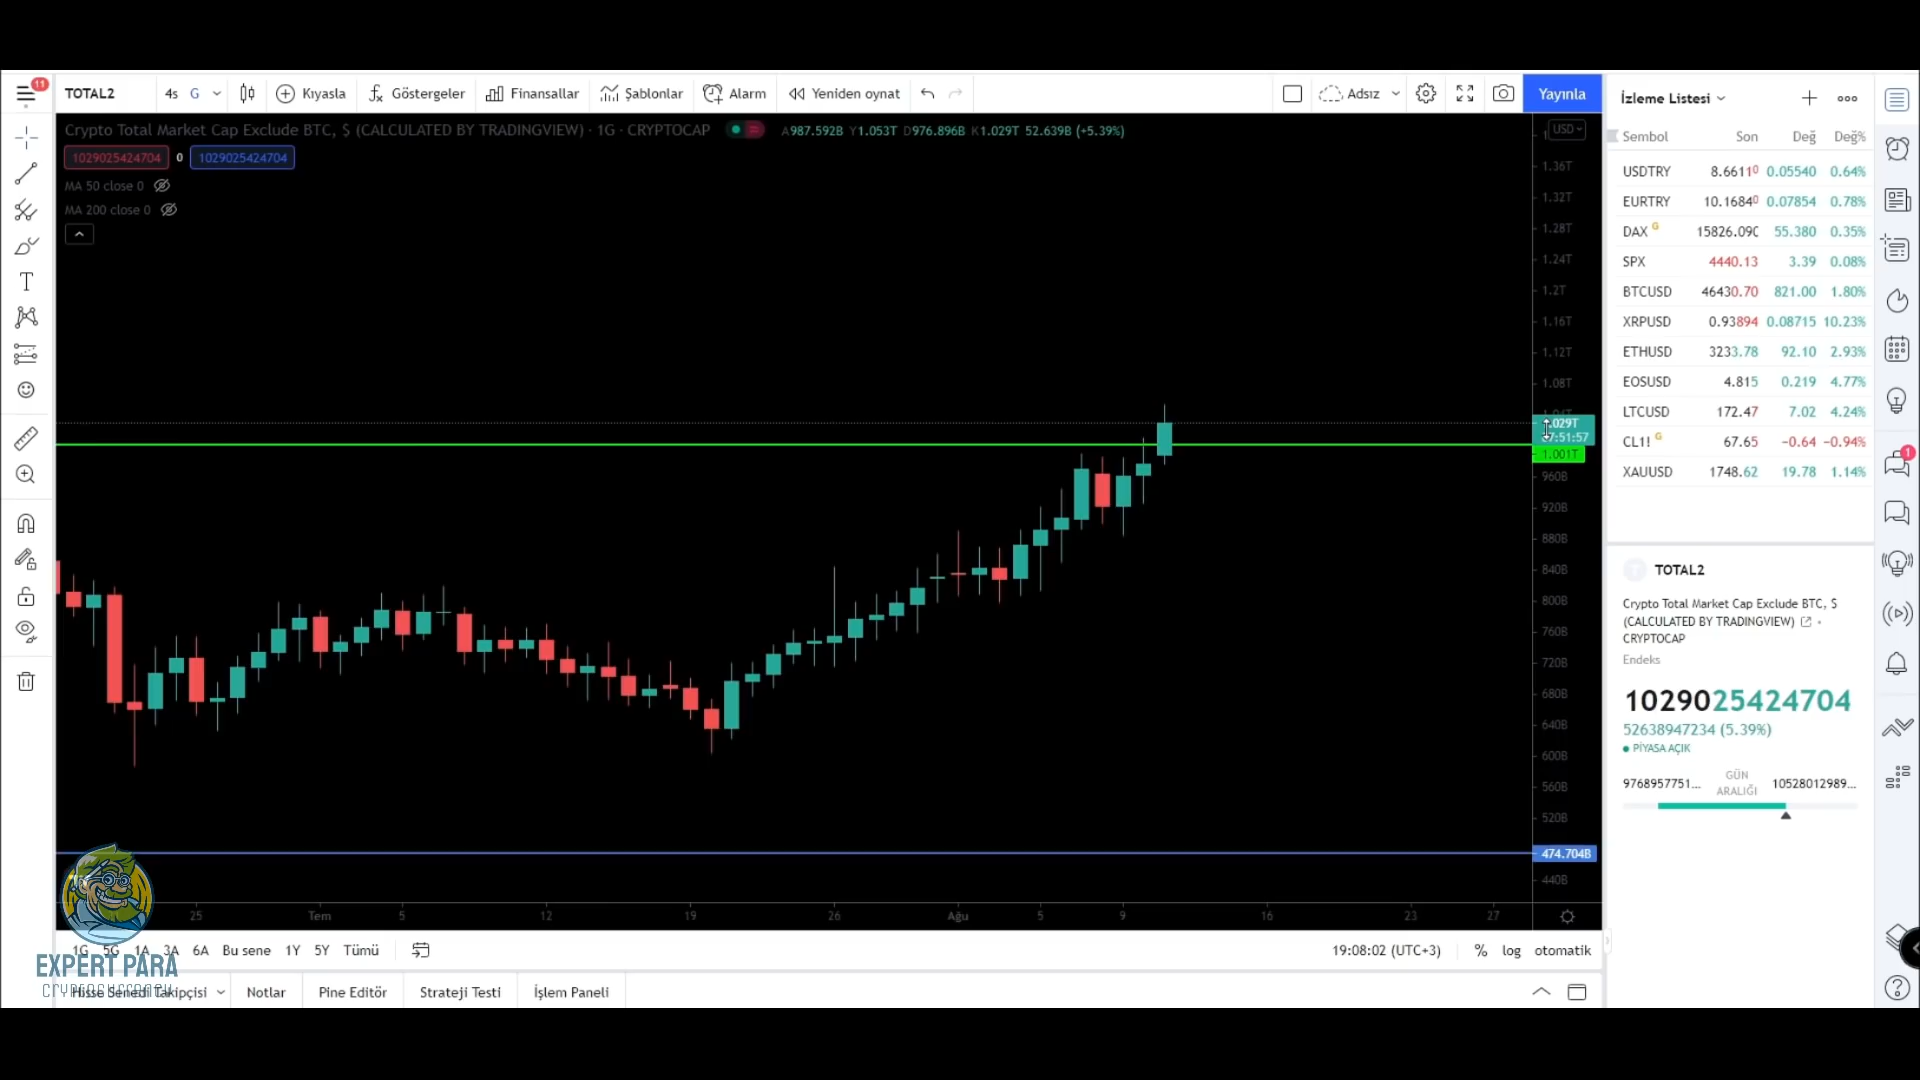 11
TOTAL2
4s G
Kıyasla
Göstergeler
Finansallar
Şablonlar
Alarm
Yeniden oynat
Adsız
Yayınla
Crypto Total Market Cap Exclude BTC, $ (CALCULATED BY TRADINGVIEW) · 1G · CRYPTOCAP
A987.592B Y1.053T D976.896B K1.029T 52.639B (+5.39%)
1029025424704 0 1029025424704
MA 50 close 0
MA 200 close 0
USD
1.36T
1.32T
1.28T
1.24T
1.2T
1.16T
1.12T
1.08T
1.001T
960B
920B
880B
840B
800B
760B
720B
680B
640B
600B
560B
520B
474.704B
440B
25 Tem 5 12 19 26 Ağu 5 9 16 23 27
1G 5G 1A 3A 6A Bu sene 1Y 5Y Tümü
19:08:02 (UTC+3) % log otomatik
EXPERT PARA
Notlar Pine Editör Strateji Testi İşlem Paneli
İzleme Listesi
Sembol Son Değ Değ%
USDTRY 8.66110 0.05540 0.64%
EURTRY 10.16840 0.07854 0.78%
DAX G 15826.09 55.380 0.35%
SPX 4440.13 3.39 0.08%
BTCUSD 46430.70 821.00 1.80%
XRPUSD 0.93894 0.08715 10.23%
ETHUSD 3233.78 92.10 2.93%
EOSUSD 4.815 0.219 4.77%
LTCUSD 172.47 7.02 4.24%
CL1! G 67.65 −0.64 −0.94%
XAUUSD 1748.62 19.78 1.14%
1
T TOTAL2
Crypto Total Market Cap Exclude BTC, $
(CALCULATED BY TRADINGVIEW) •
CRYPTOCAP
Endeks
1029025424704
52638947234 (5.39%)
PİYASA AÇIK
9768957751... GÜN ARALIĞI 10528012989...